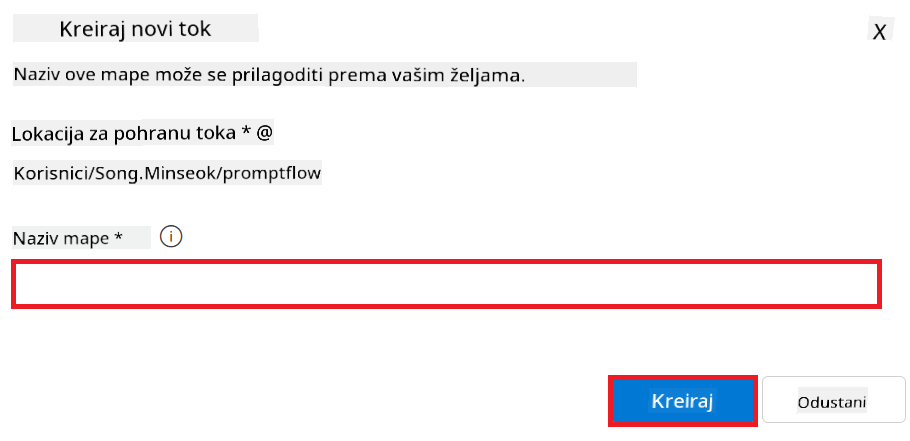 Kreiraj novi tok
X
Naziv ove mape može se prilagoditi prema vašim željama.
Lokacija za pohranu toka * @
Korisnici/Song.Minseok/promptflow
Naziv mape * i
Kreiraj
Odustani